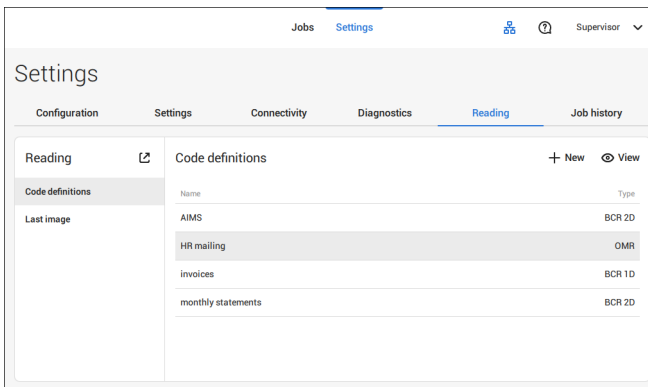 Jobs Settings Supervisor
Settings
Configuration Settings Connectivity Diagnostics Reading Job history
Reading Code definitions New View
Code definitions Name Type
Last image AIMS BCR 2D
HR mailing OMR
invoices BCR 1D
monthly statements BCR 2D